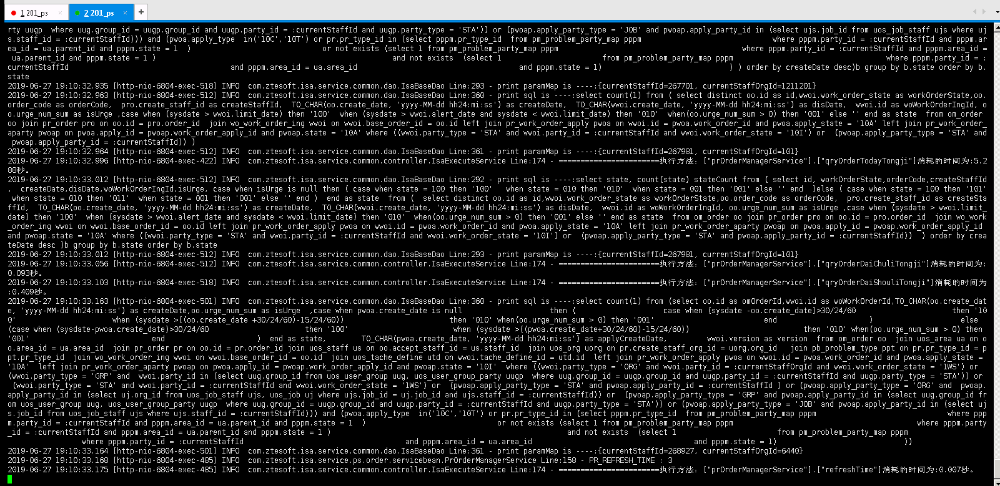 1 201_ps × 2 201_ps × +
rty uugp where uug.group_id = uugp.group_id and uugp.party_id = :currentStaffId and uugp.party_type = 'STA')) or (pwoap.apply_party_type = 'JOB' and pwoap.apply_party_id in (select ujs.job_id from uos_job_staff ujs where uj
s.staff_id = :currentStaffId))) and (pwoa.apply_type in('10C','10T') or pr.pr_type_id in (select pppm.pr_type_id from pm_problem_party_map pppm where pppm.party_id = :currentStaffId and pppm.ar
ea_id = ua.parent_id and pppm.state = 1 ) or not exists (select 1 from pm_problem_party_map pppm where pppm.party_id = :currentStaffId and pppm.area_id =
ua.parent_id and pppm.state = 1 ) and not exists (select 1 from pm_problem_party_map pppm where pppm.party_id = :
currentStaffId and pppm.area_id = ua.area_id and pppm.state = 1) ) ) order by createDate desc)b group by b.state order by b.
state
2019-06-27 19:10:32.935 [http-nio-6804-exec-518] INFO com.ztesoft.isa.service.common.dao.IsaBaseDao Line:293 - print paramMap is ----:{currentStaffId=267701, currentStaffOrgId=1211201}
2019-06-27 19:10:32.963 [http-nio-6804-exec-512] INFO com.ztesoft.isa.service.common.dao.IsaBaseDao Line:360 - print sql is ----:select count(1) from ( select distinct oo.id as id,wwoi.work_order_state as workOrderState,oo.
order_code as orderCode, pro.create_staff_id as createStaffId, TO_CHAR(oo.create_date, 'yyyy-MM-dd hh24:mi:ss') as createDate, TO_CHAR(wwoi.create_date, 'yyyy-MM-dd hh24:mi:ss') as disDate, wwoi.id as woWorkOrderIngId, o
o.urge_num_sum as isUrge ,case when (sysdate > wwoi.limit_date) then '100' when (sysdate > wwoi.alert_date and sysdate < wwoi.limit_date) then '010' when(oo.urge_num_sum > 0) then '001' else '' end as state from om_order
oo join pr_order pro on oo.id = pro.order_id join wo_work_order_ing wwoi on wwoi.base_order_id = oo.id left join pr_work_order_apply pwoa on wwoi.id = pwoa.work_order_id and pwoa.apply_state = '10A' left join pr_work_order_
aparty pwoap on pwoa.apply_id = pwoap.work_order_apply_id and pwoap.state = '10A' where ((wwoi.party_type = 'STA' and wwoi.party_id = :currentStaffId and wwoi.work_order_state = '10I') or (pwoap.apply_party_type = 'STA' and
pwoap.apply_party_id = :currentStaffId)) )
2019-06-27 19:10:32.964 [http-nio-6804-exec-512] INFO com.ztesoft.isa.service.common.dao.IsaBaseDao Line:361 - print paramMap is ----:{currentStaffId=267981, currentStaffOrgId=101}
2019-06-27 19:10:32.996 [http-nio-6804-exec-422] INFO com.ztesoft.isa.service.common.controller.IsaExecuteService Line:174 - =======================执行方法: ["prOrderManagerService"].["qryOrderTodayTongji"]消耗的时间为:5.2
88秒。
2019-06-27 19:10:33.012 [http-nio-6804-exec-512] INFO com.ztesoft.isa.service.common.dao.IsaBaseDao Line:292 - print sql is ----:select state, count(state) stateCount from ( select id, workOrderState,orderCode,createStaffId
, createDate,disDate,woWorkOrderIngId,isUrge, case when isUrge is null then ( case when state = 100 then '100' when state = 010 then '010' when state = 001 then '001' else '' end )else ( case when state = 100 then '101'
when state = 010 then '011' when state = 001 then '001' else '' end ) end as state from ( select distinct oo.id as id,wwoi.work_order_state as workOrderState,oo.order_code as orderCode, pro.create_staff_id as createSta
ffId, TO_CHAR(oo.create_date, 'yyyy-MM-dd hh24:mi:ss') as createDate, TO_CHAR(wwoi.create_date, 'yyyy-MM-dd hh24:mi:ss') as disDate, wwoi.id as woWorkOrderIngId, oo.urge_num_sum as isUrge ,case when (sysdate > wwoi.limit_
date) then '100' when (sysdate > wwoi.alert_date and sysdate < wwoi.limit_date) then '010' when(oo.urge_num_sum > 0) then '001' else '' end as state from om_order oo join pr_order pro on oo.id = pro.order_id join wo_work
_order_ing wwoi on wwoi.base_order_id = oo.id left join pr_work_order_apply pwoa on wwoi.id = pwoa.work_order_id and pwoa.apply_state = '10A' left join pr_work_order_aparty pwoap on pwoa.apply_id = pwoap.work_order_apply_id
and pwoap.state = '10A' where ((wwoi.party_type = 'STA' and wwoi.party_id = :currentStaffId and wwoi.work_order_state = '10I') or (pwoap.apply_party_type = 'STA' and pwoap.apply_party_id = :currentStaffId)) ) order by crea
teDate desc )b group by b.state order by b.state
2019-06-27 19:10:33.012 [http-nio-6804-exec-512] INFO com.ztesoft.isa.service.common.dao.IsaBaseDao Line:293 - print paramMap is ----:{currentStaffId=267981, currentStaffOrgId=101}
2019-06-27 19:10:33.056 [http-nio-6804-exec-512] INFO com.ztesoft.isa.service.common.controller.IsaExecuteService Line:174 - =======================执行方法: ["prOrderManagerService"].["qryOrderDaiChuliTongji"]消耗的时间为:
0.093秒。
2019-06-27 19:10:33.103 [http-nio-6804-exec-518] INFO com.ztesoft.isa.service.common.controller.IsaExecuteService Line:174 - =======================执行方法: ["prOrderManagerService"].["qryOrderDaiShouliTongji"]消耗的时间为
:0.409秒。
2019-06-27 19:10:33.163 [http-nio-6804-exec-501] INFO com.ztesoft.isa.service.common.dao.IsaBaseDao Line:360 - print sql is ----:select count(1) from (select oo.id as omOrderId,wwoi.id as woWorkOrderId,TO_CHAR(oo.create_dat
e, 'yyyy-MM-dd hh24:mi:ss') as createDate,oo.urge_num_sum as isUrge ,case when pwoa.create_date is null then ( case when (sysdate -oo.create_date)>30/24/60 then '10
0' when (sysdate >((oo.create_date +30/24/60)-15/24/60)) then '010' when(oo.urge_num_sum > 0) then '001' end ) else
(case when (sysdate-pwoa.create_date)>30/24/60 then '100' when (sysdate >((pwoa.create_date+30/24/60)-15/24/60)) then '010' when(oo.urge_num_sum > 0) then
'001' end ) end as state, TO_CHAR(pwoa.create_date, 'yyyy-MM-dd hh24:mi:ss') as applyCreateDate, wwoi.version as version from om_order oo join uos_area ua on o
o.area_id = ua.area_id join pr_order pr on oo.id = pr.order_id join uos_staff us on oo.accept_staff_id = us.staff_id join uos_org uorg on pr.create_staff_org_id = uorg.org_id join pb_problem_type ppt on pr.pr_type_id = p
pt.pr_type_id join wo_work_order_ing wwoi on wwoi.base_order_id = oo.id join uos_tache_define utd on wwoi.tache_define_id = utd.id left join pr_work_order_apply pwoa on wwoi.id = pwoa.work_order_id and pwoa.apply_state =
'10A' left join pr_work_order_aparty pwoap on pwoa.apply_id = pwoap.work_order_apply_id and pwoap.state = '10I' where ((wwoi.party_type = 'ORG' and wwoi.party_id = :currentStaffOrgId and wwoi.work_order_state = '1WS') or
(wwoi.party_type = 'GRP' and wwoi.party_id in (select uug.group_id from uos_user_group uug, uos_user_group_party uugp where uug.group_id = uugp.group_id and uugp.party_id = :currentStaffId and uugp.party_type = 'STA')) or
(wwoi.party_type = 'STA' and wwoi.party_id = :currentStaffId and wwoi.work_order_state = '1WS') or (pwoap.apply_party_type = 'STA' and pwoap.apply_party_id = :currentStaffId ) or (pwoap.apply_party_type = 'ORG' and pwoap.
apply_party_id in (select uj.org_id from uos_job_staff ujs, uos_job uj where ujs.job_id = uj.job_id and ujs.staff_id = :currentStaffId)) or (pwoap.apply_party_type = 'GRP' and pwoap.apply_party_id in (select uug.group_id fr
om uos_user_group uug, uos_user_group_party uugp where uug.group_id = uugp.group_id and uugp.party_id = :currentStaffId and uugp.party_type = 'STA')) or (pwoap.apply_party_type = 'JOB' and pwoap.apply_party_id in (select uj
s.job_id from uos_job_staff ujs where ujs.staff_id = :currentStaffId))) and (pwoa.apply_type in('10C','10T') or pr.pr_type_id in (select pppm.pr_type_id from pm_problem_party_map pppm where ppp
m.party_id = :currentStaffId and pppm.area_id = ua.parent_id and pppm.state = 1 ) or not exists (select 1 from pm_problem_party_map pppm where pppm.party
_id = :currentStaffId and pppm.area_id = ua.parent_id and pppm.state = 1 ) and not exists (select 1 from pm_problem_party_map pppm
where pppm.party_id = :currentStaffId and pppm.area_id = ua.area_id and pppm.state = 1) ))
2019-06-27 19:10:33.164 [http-nio-6804-exec-501] INFO com.ztesoft.isa.service.common.dao.IsaBaseDao Line:361 - print paramMap is ----:{currentStaffId=268927, currentStaffOrgId=6440}
2019-06-27 19:10:33.168 [http-nio-6804-exec-485] INFO com.ztesoft.isa.service.ps.order.servicebean.PrOrderManagerService Line:158 - PR_REFRESH_TIME : 3
2019-06-27 19:10:33.175 [http-nio-6804-exec-485] INFO com.ztesoft.isa.service.common.controller.IsaExecuteService Line:174 - =======================执行方法: ["prOrderManagerService"].["refreshTime"]消耗的时间为:0.007秒。